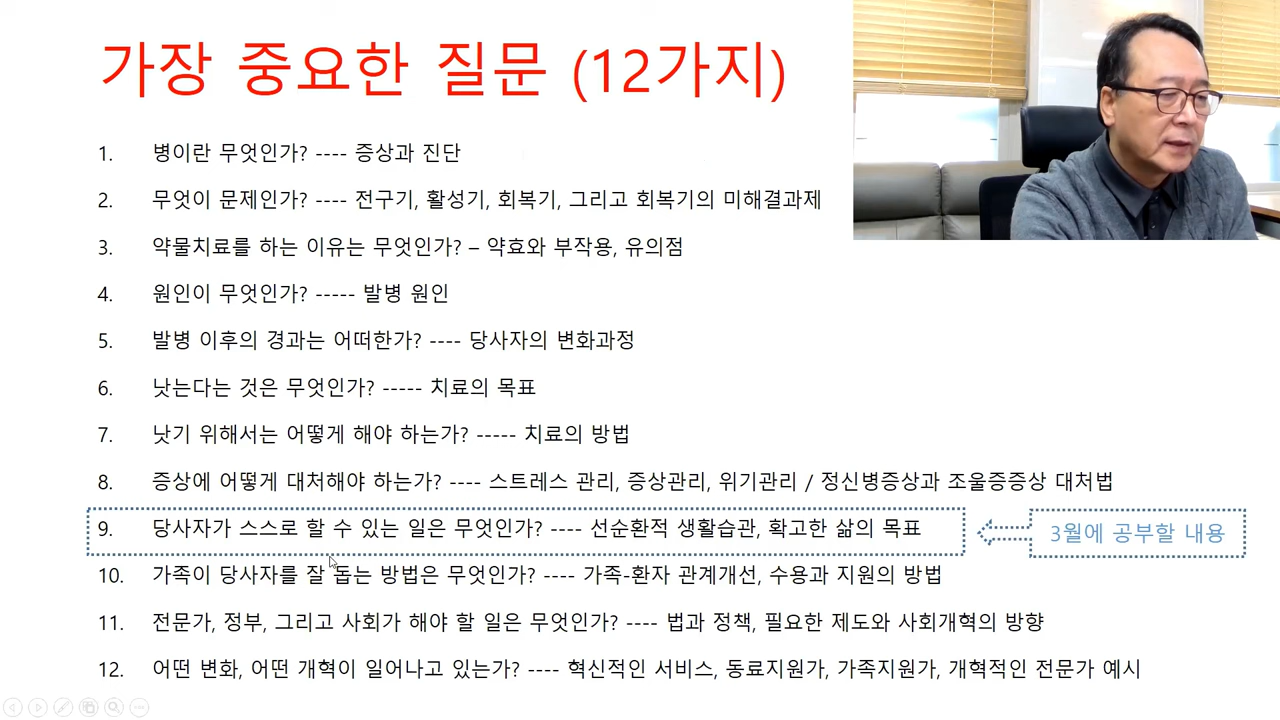 가장 중요한 질문 (12가지)
1. 병이란 무엇인가? ---- 증상과 진단
2. 무엇이 문제인가? ---- 전구기, 활성기, 회복기, 그리고 회복기의 미해결과제
3. 약물치료를 하는 이유는 무엇인가? – 약효와 부작용, 유의점
4. 원인이 무엇인가? ----- 발병 원인
5. 발병 이후의 경과는 어떠한가? ---- 당사자의 변화과정
6. 낫는다는 것은 무엇인가? ----- 치료의 목표
7. 낫기 위해서는 어떻게 해야 하는가? ----- 치료의 방법
8. 증상에 어떻게 대처해야 하는가? ---- 스트레스 관리, 증상관리, 위기관리 / 정신병증상과 조울증증상 대처법
9. 당사자가 스스로 할 수 있는 일은 무엇인가? ---- 선순환적 생활습관, 확고한 삶의 목표
3월에 공부할 내용
10. 가족이 당사자를 잘 돕는 방법은 무엇인가? ---- 가족-환자 관계개선, 수용과 지원의 방법
11. 전문가, 정부, 그리고 사회가 해야 할 일은 무엇인가? ---- 법과 정책, 필요한 제도와 사회개혁의 방향
12. 어떤 변화, 어떤 개혁이 일어나고 있는가? ---- 혁신적인 서비스, 동료지원가, 가족지원가, 개혁적인 전문가 예시